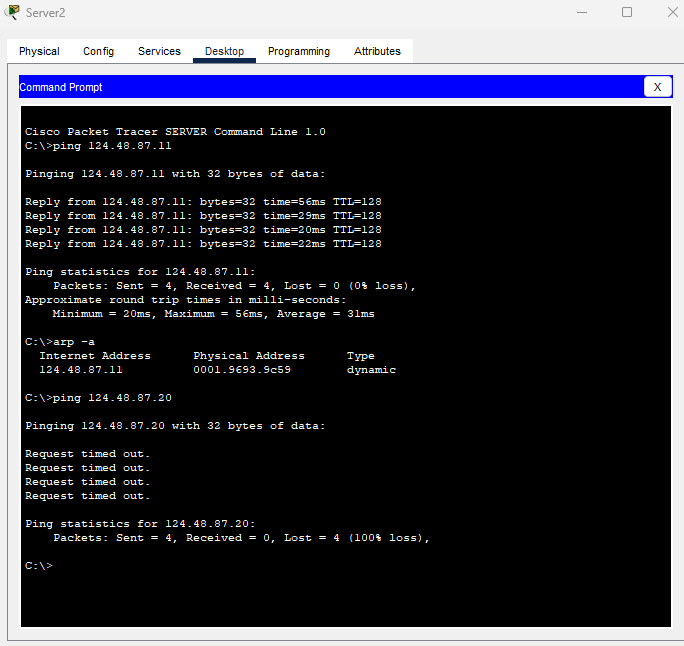 Server2
Physical Config Services Desktop Programming Attributes
Command Prompt
X
Cisco Packet Tracer SERVER Command Line 1.0
C:\>ping 124.48.87.11
Pinging 124.48.87.11 with 32 bytes of data:
Reply from 124.48.87.11: bytes=32 time=56ms TTL=128
Reply from 124.48.87.11: bytes=32 time=29ms TTL=128
Reply from 124.48.87.11: bytes=32 time=20ms TTL=128
Reply from 124.48.87.11: bytes=32 time=22ms TTL=128
Ping statistics for 124.48.87.11:
Packets: Sent = 4, Received = 4, Lost = 0 (0% loss),
Approximate round trip times in milli-seconds:
Minimum = 20ms, Maximum = 56ms, Average = 31ms
C:\>arp -a
Internet Address Physical Address Type
124.48.87.11 0001.9693.9c59 dynamic
C:\>ping 124.48.87.20
Pinging 124.48.87.20 with 32 bytes of data:
Request timed out.
Request timed out.
Request timed out.
Request timed out.
Ping statistics for 124.48.87.20:
Packets: Sent = 4, Received = 0, Lost = 4 (100% loss),
C:\>